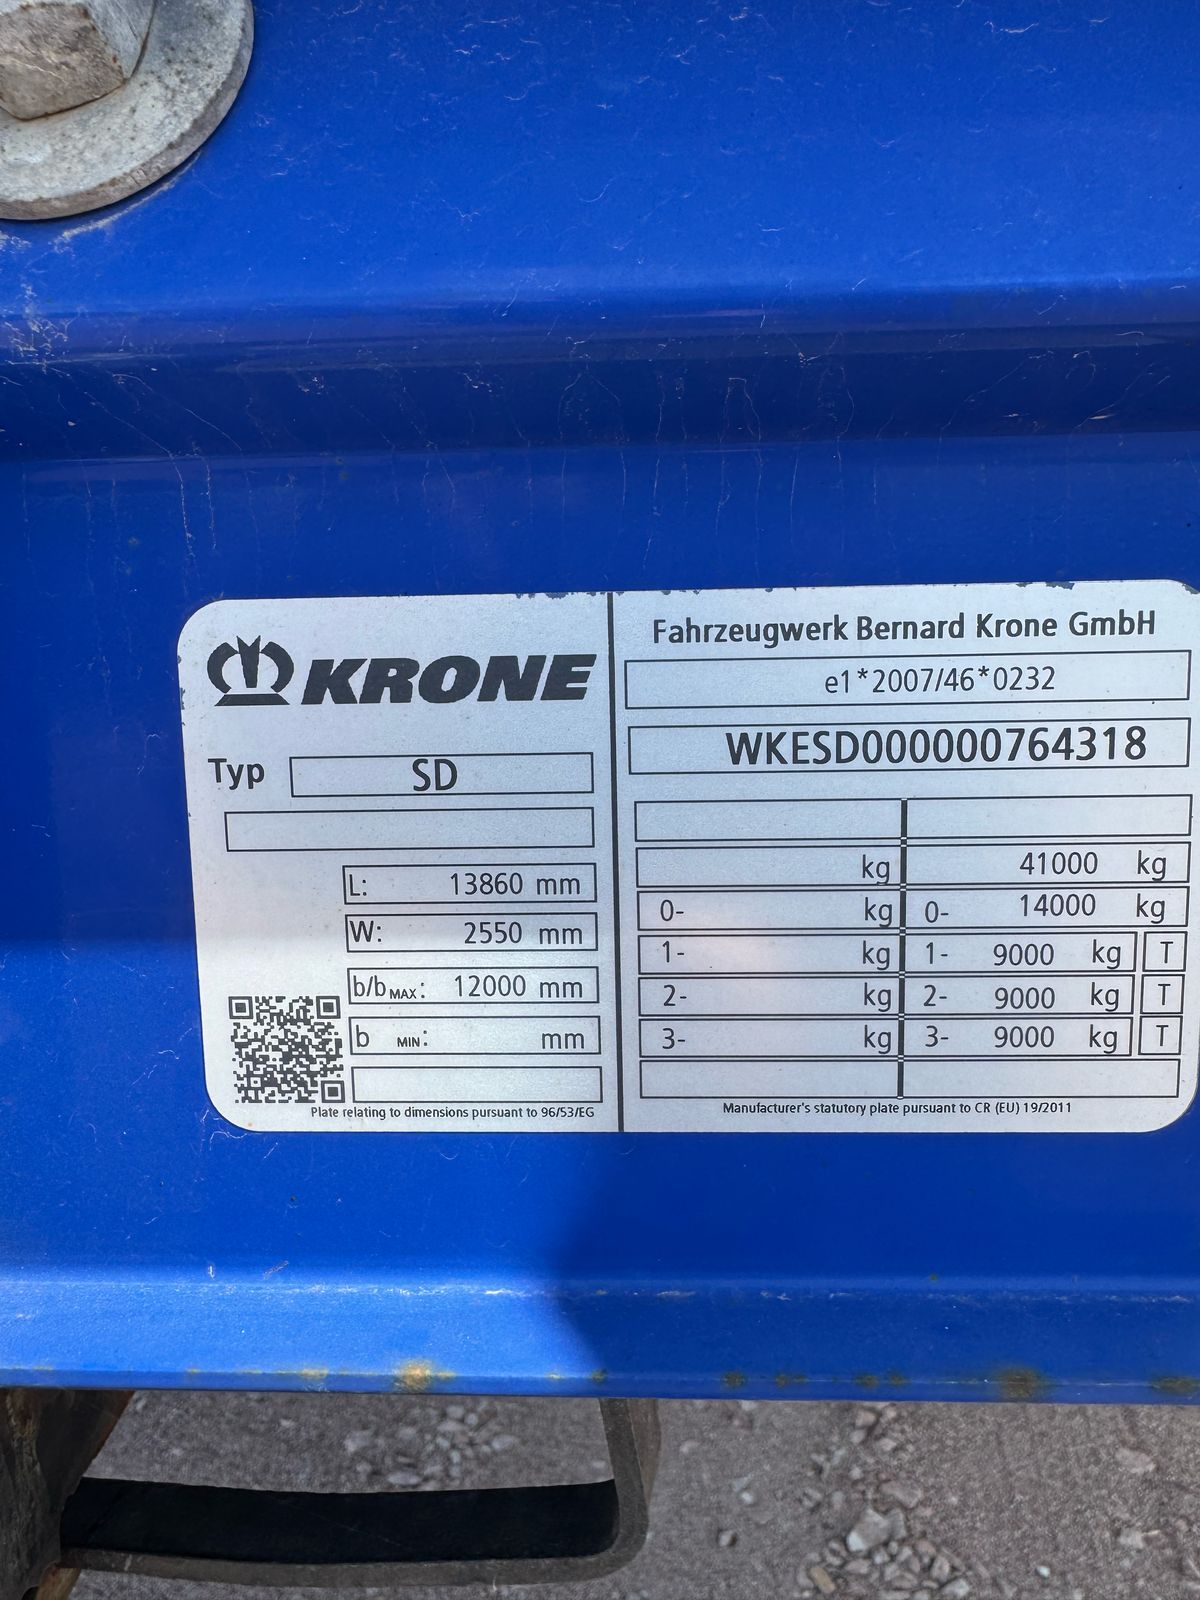 KRONE
Typ SD
L: 13860 mm
W: 2550 mm
b/b MAX: 12000 mm
b MIN: mm
Plate relating to dimensions pursuant to 96/53/EG
Fahrzeugwerk Bernard Krone GmbH
e1*2007/46*0232
WKESD000000764318
kg 41000 kg
0- kg 0- 14000 kg
1- kg 1- 9000 kg T
2- kg 2- 9000 kg T
3- kg 3- 9000 kg T
Manufacturer's statutory plate pursuant to CR (EU) 19/2011